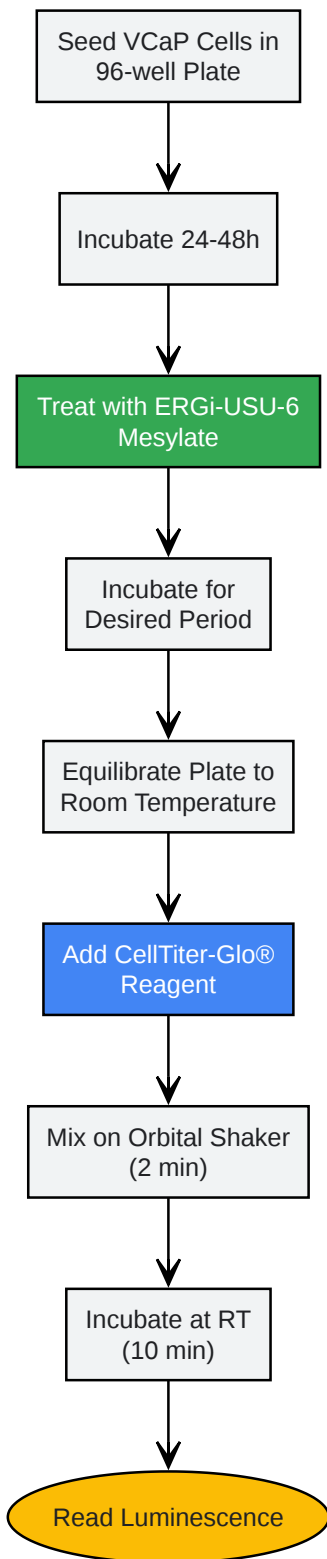 Seed VCaP Cells in
96-well Plate
Incubate 24-48h
Treat with ERGi-USU-6
Mesylate
Incubate for
Desired Period
Equilibrate Plate to
Room Temperature
Add CellTiter-Glo®
Reagent
Mix on Orbital Shaker
(2 min)
Incubate at RT
(10 min)
Read Luminescence